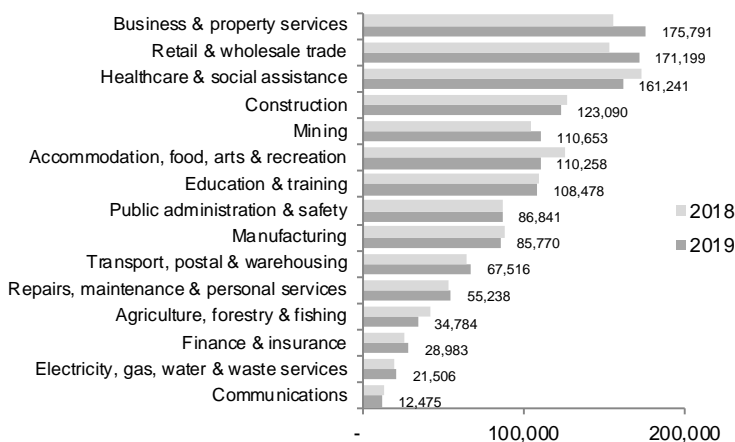 Business & property services 175,791
Retail & wholesale trade 171,199
Healthcare & social assistance 161,241
Construction 123,090
Mining 110,653
Accommodation, food, arts & recreation 110,258
Education & training 108,478
Public administration & safety 86,841
Manufacturing 85,770
Transport, postal & warehousing 67,516
Repairs, maintenance & personal services 55,238
Agriculture, forestry & fishing 34,784
Finance & insurance 28,983
Electricity, gas, water & waste services 21,506
Communications 12,475
2018
2019
- 100,000 200,000